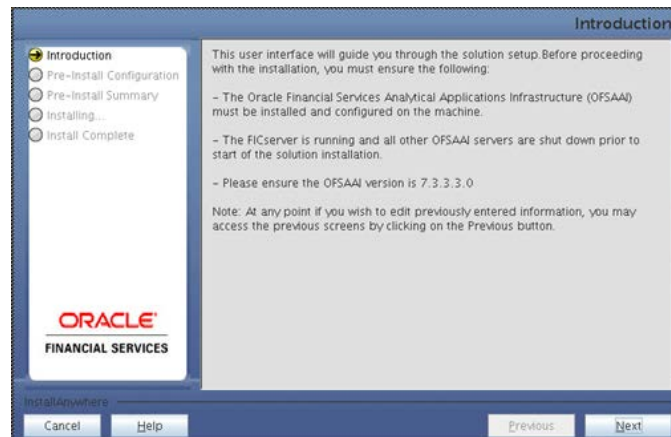 Introduction
Introduction
Pre-Install Configuration
Pre-Install Summary
Installing...
Install Complete
ORACLE
FINANCIAL SERVICES
This user interface will guide you through the solution setup.Before proceeding
with the installation, you must ensure the following:
- The Oracle Financial Services Analytical Applications Infrastructure (OFSAAI)
must be installed and configured on the machine.
- The FICserver is running and all other OFSAAI servers are shut down prior to
start of the solution installation.
- Please ensure the OFSAAI version is 7.3.3.3.0
Note: At any point if you wish to edit previously entered information, you may
access the previous screens by clicking on the Previous button.
InstallAnywhere
Cancel
Help
Previous
Next